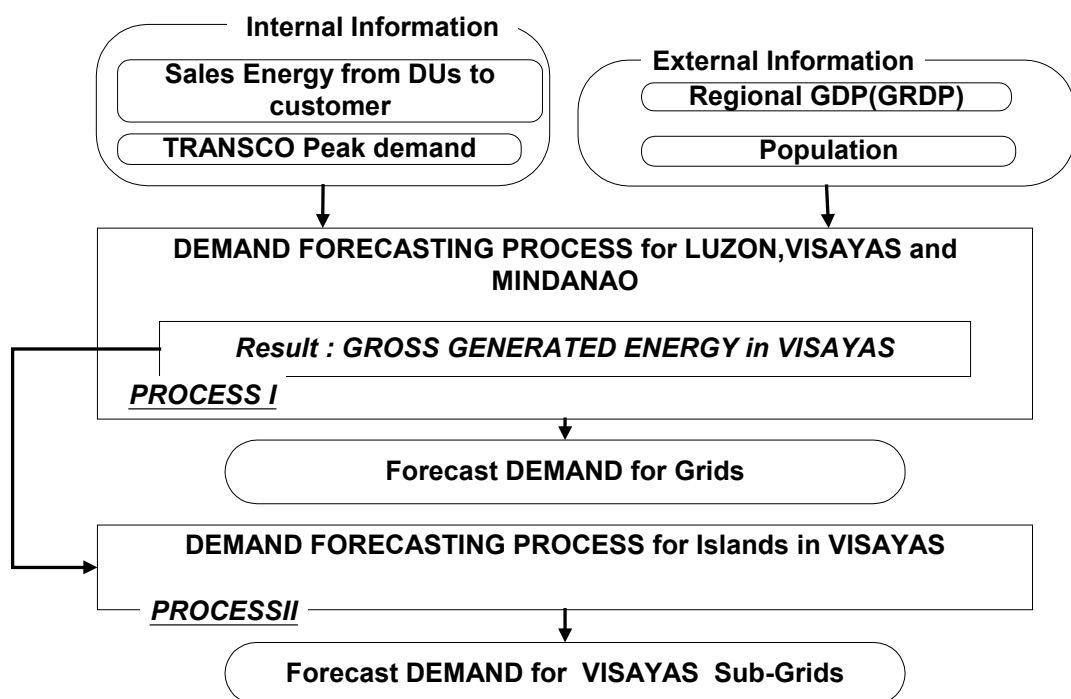 Internal Information
Sales Energy from DUs to
customer
TRANSCO Peak demand
External Information
Regional GDP(GRDP)
Population
DEMAND FORECASTING PROCESS for LUZON,VISAYAS and
MINDANAO
Result : GROSS GENERATED ENERGY in VISAYAS
PROCESS I
Forecast DEMAND for Grids
DEMAND FORECASTING PROCESS for Islands in VISAYAS
PROCESSII
Forecast DEMAND for VISAYAS Sub-Grids